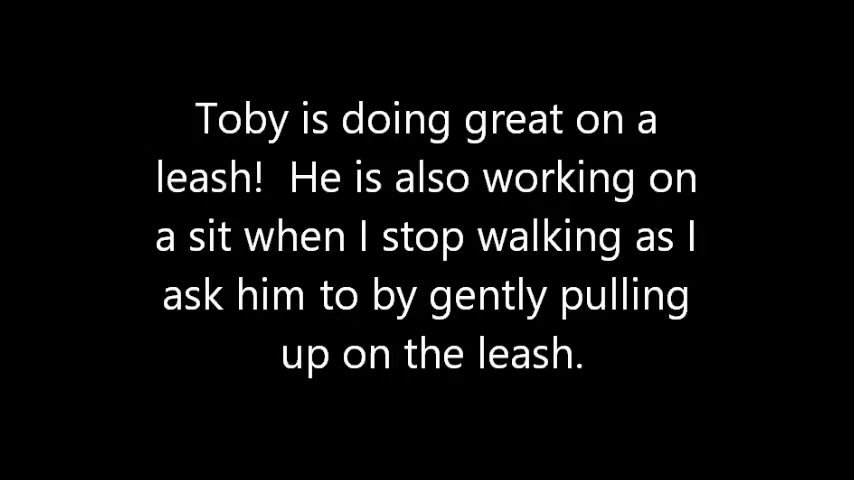 Toby is doing great on a
leash!  He is also working on
a sit when I stop walking as I
ask him to by gently pulling
up on the leash.